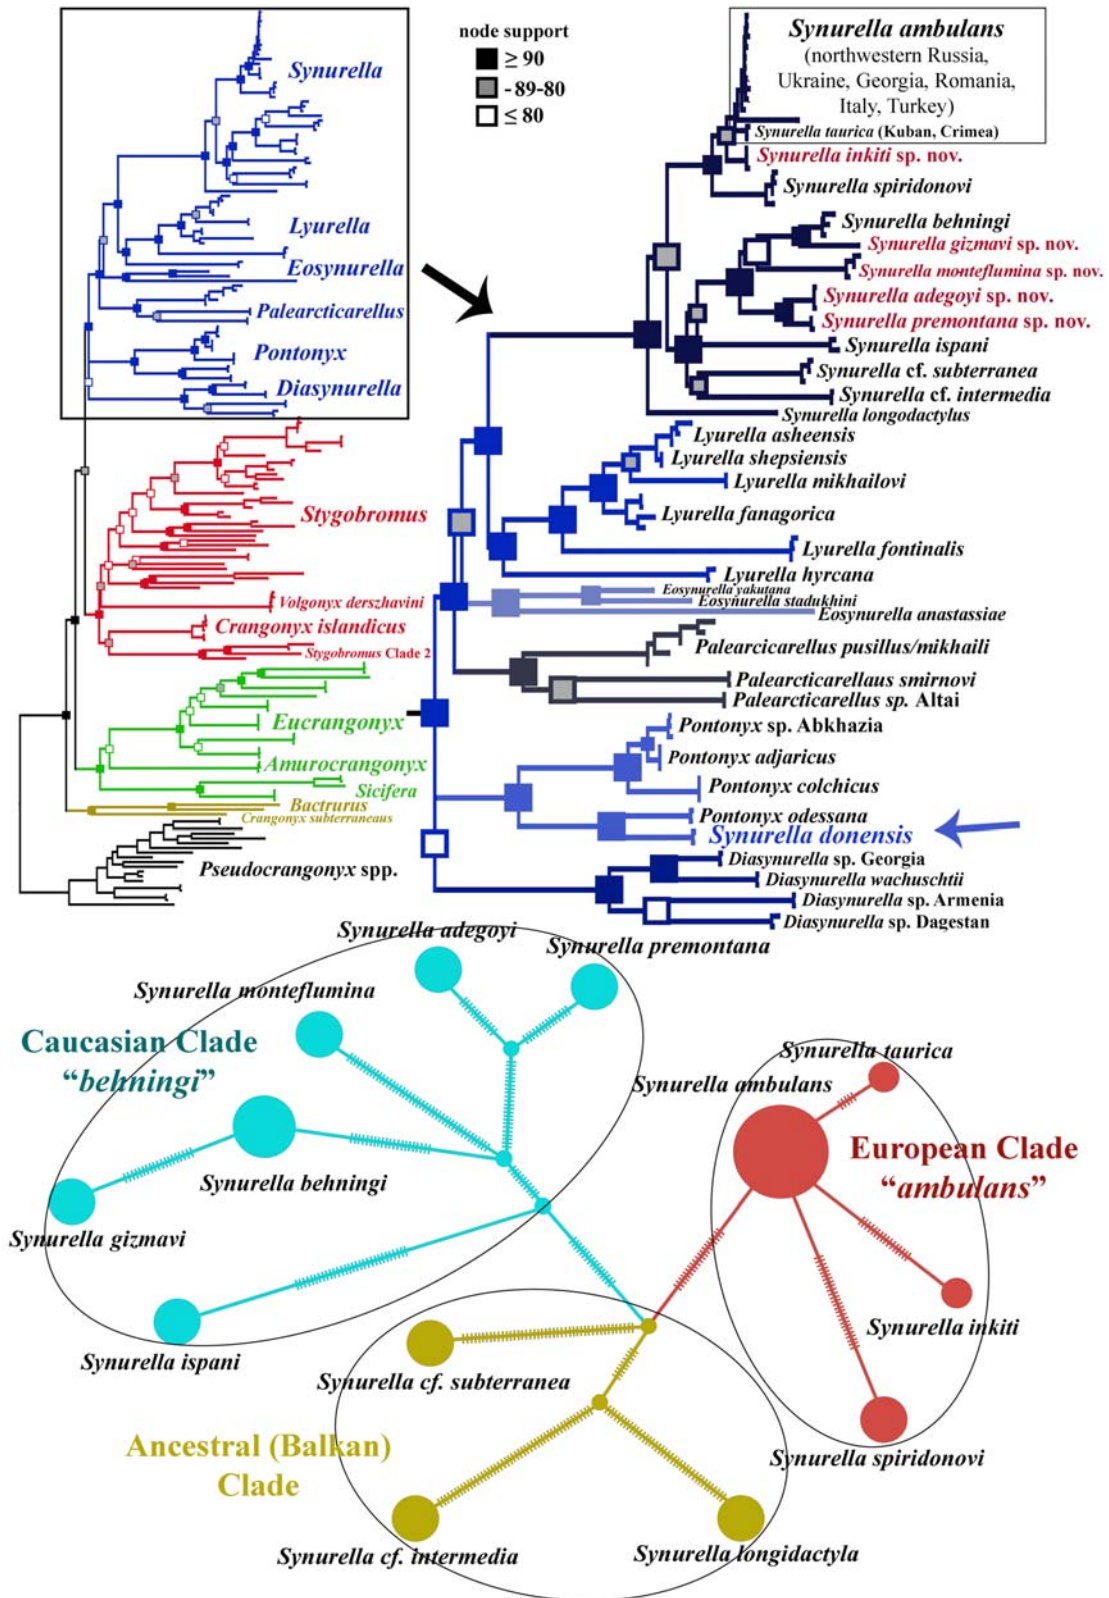 node support
≥ 90
- 89-80
≤ 80
Synurella
Lyurella
Eosynurella
Palearcticarellus
Pontonyx
Diasynurella
Stygobromus
Volgonyx derszhavini
Crangonyx islandicus
Stygobromus Clade 2
Eucrangonyx
Amurocrangonyx
Sicifera
Bactrurus
Crangonyx subterraneaus
Pseudocrangonyx spp.
Synurella ambulans
(northwestern Russia,
Ukraine, Georgia, Romania,
Italy, Turkey)
Synurella taurica (Kuban, Crimea)
Synurella inkiti sp. nov.
Synurella spiridonovi
Synurella behningi
Synurella gizmavi sp. nov.
Synurella monteflumina sp. nov.
Synurella adegoyi sp. nov.
Synurella premontana sp. nov.
Synurella ispani
Synurella cf. subterranea
Synurella cf. intermedia
Synurella longodactylus
Lyurella asheensis
Lyurella shepsiensis
Lyurella mikhailovi
Lyurella fanagorica
Lyurella fontinalis
Lyurella hyrcana
Eosynurella yakutana
Eosynurella stadukhini
Eosynurella anastassiae
Palearcicarellus pusillus/mikhaili
Palearcticarellaus smirnovi
Palearcticarellus sp. Altai
Pontonyx sp. Abkhazia
Pontonyx adjaricus
Pontonyx colchicus
Pontonyx odessana
Synurella donensis
Diasynurella sp. Georgia
Diasynurella wachuschtii
Diasynurella sp. Armenia
Diasynurella sp. Dagestan
Synurella adegoyi
Synurella premontana
Synurella monteflumina
Caucasian Clade
“behningi”
Synurella behningi
Synurella gizmavi
Synurella ispani
Synurella taurica
Synurella ambulans
European Clade
“ambulans”
Synurella inkiti
Synurella spiridonovi
Synurella cf. subterranea
Ancestral (Balkan)
Clade
Synurella cf. intermedia
Synurella longidactyla